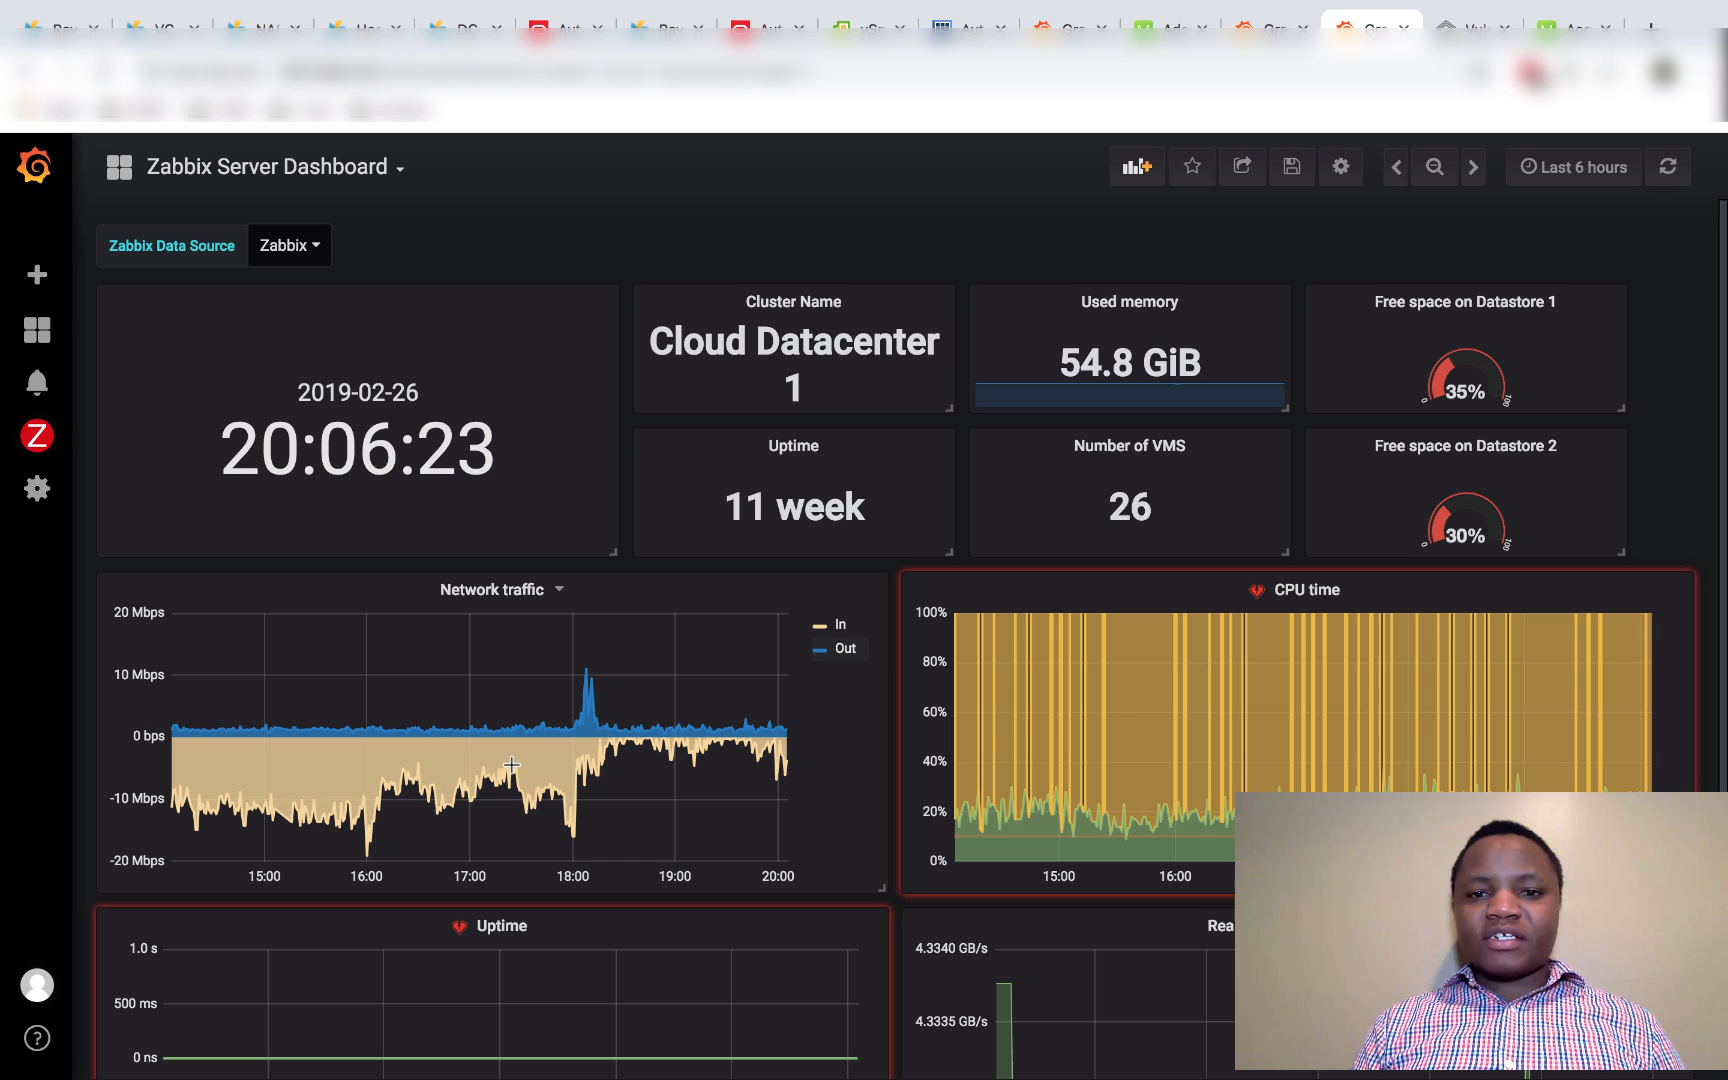 Zabbix Server Dashboard
Last 6 hours
Zabbix Data Source
Zabbix
2019-02-26
20:06:23
Cluster Name
Cloud Datacenter
1
Used memory
54.8 GiB
Free space on Datastore 1
35%
0
100
Uptime
11 week
Number of VMS
26
Free space on Datastore 2
30%
0
100
Network traffic
20 Mbps
10 Mbps
0 bps
-10 Mbps
-20 Mbps
15:00
16:00
17:00
18:00
19:00
20:00
In
Out
CPU time
100%
80%
60%
40%
20%
0%
15:00
16:00
Uptime
1.0 s
500 ms
0 ns
Rea
4.3340 GB/s
4.3335 GB/s
Z
?